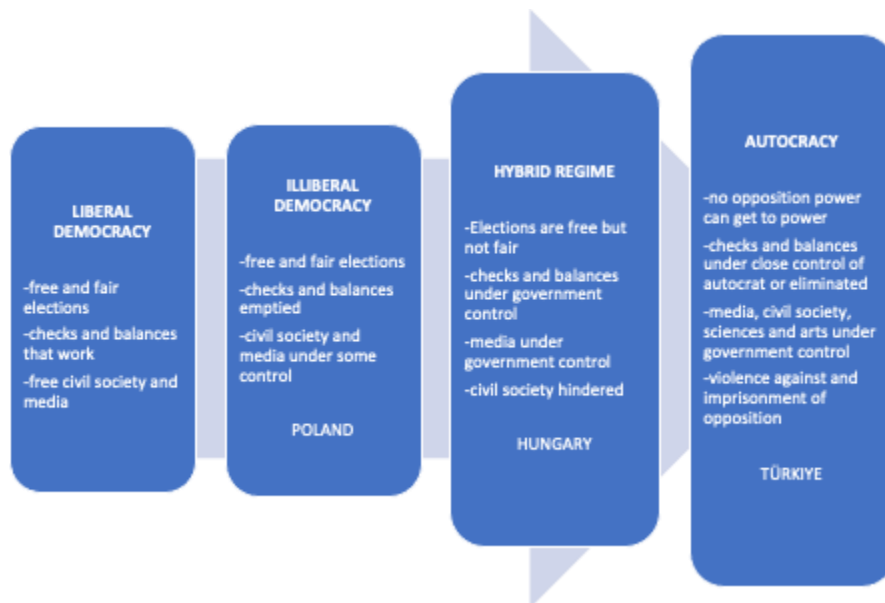 LIBERAL
DEMOCRACY
-free and fair
elections
-checks and balances
that work
-free civil society and
media
ILLIBERAL
DEMOCRACY
-free and fair elections
-checks and balances
emptied
-civil society and
media under some
control
POLAND
HYBRID REGIME
-Elections are free but
not fair
-checks and balances
under government
control
-media under
government control
-civil society hindered
HUNGARY
AUTOCRACY
-no opposition power
can get to power
-checks and balances
under close control of
autocrat or eliminated
-media, civil society,
sciences and arts under
government control
-violence against and
imprisonment of
opposition
TÜRKIYE